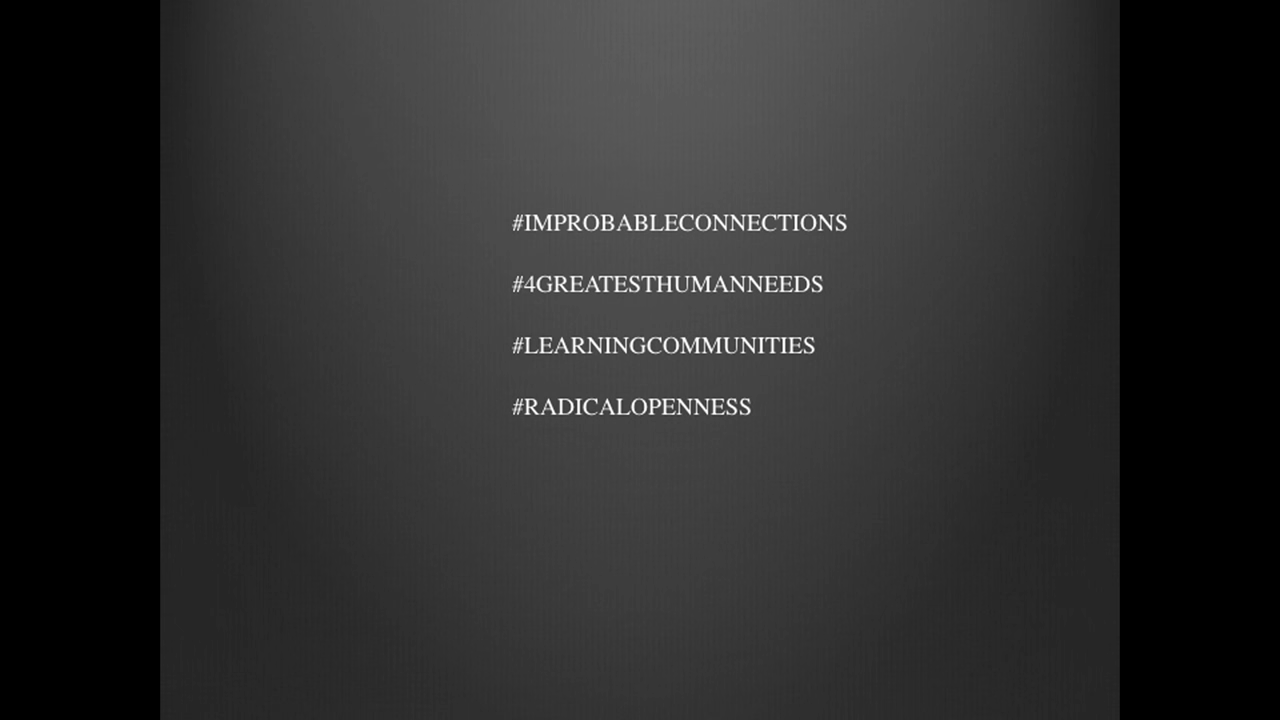 #IMPROBABLECONNECTIONS
#4GREATESTHUMANNEEDS
#LEARNINGCOMMUNITIES
#RADICALOPENNESS